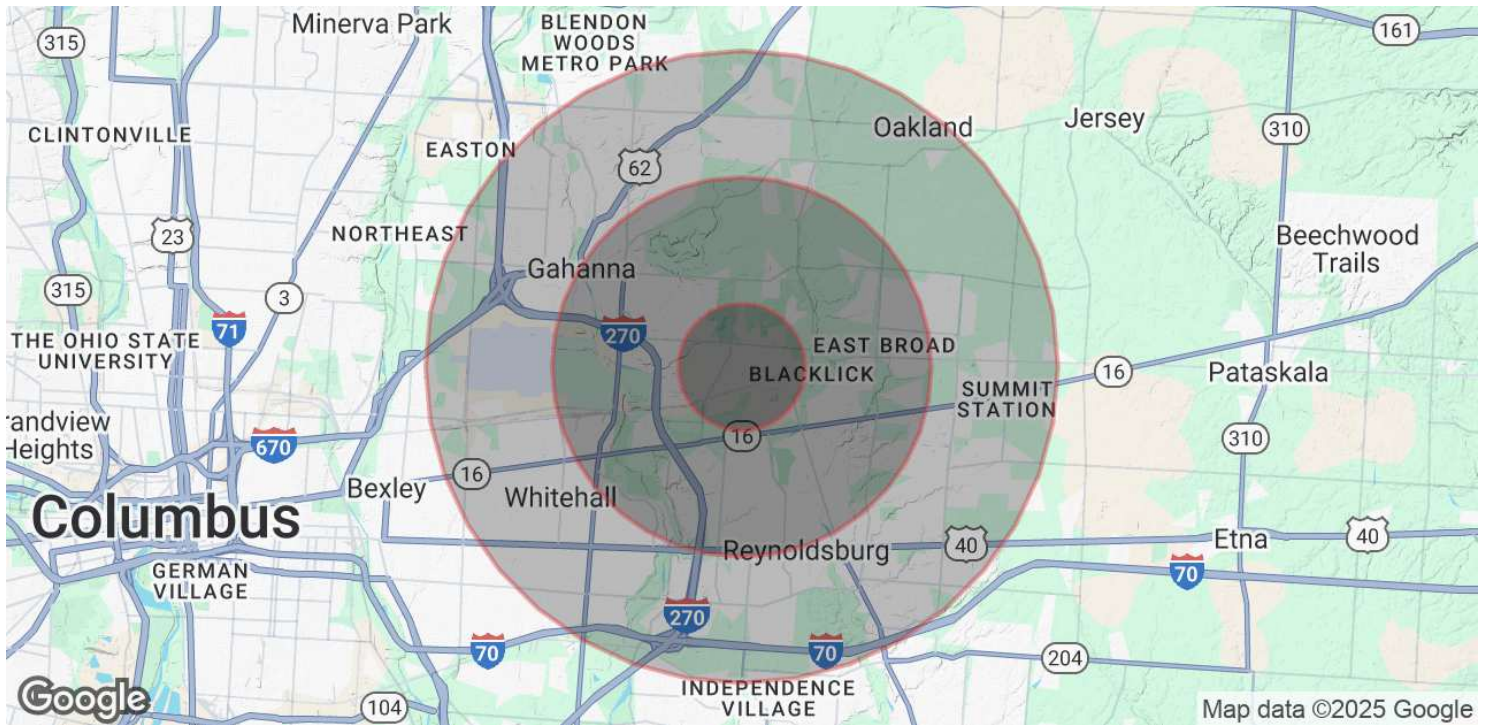 Minerva Park
BLENDON
WOODS
METRO PARK
315
161
CLINTONVILLE
Oakland
Jersey
310
EASTON
62
23
NORTHEAST
Beechwood
Trails
Gahanna
315
3
71
270
THE OHIO STATE
UNIVERSITY
EAST BROAD
BLACKLICK
SUMMIT
STATION
16
Pataskala
randview
Heights
670
16
310
16
Bexley
Whitehall
Columbus
Reynoldsburg
40
Etna
40
GERMAN
VILLAGE
70
270
70
70
204
INDEPENDENCE
VILLAGE
104
Google
Map data ©2025 Google